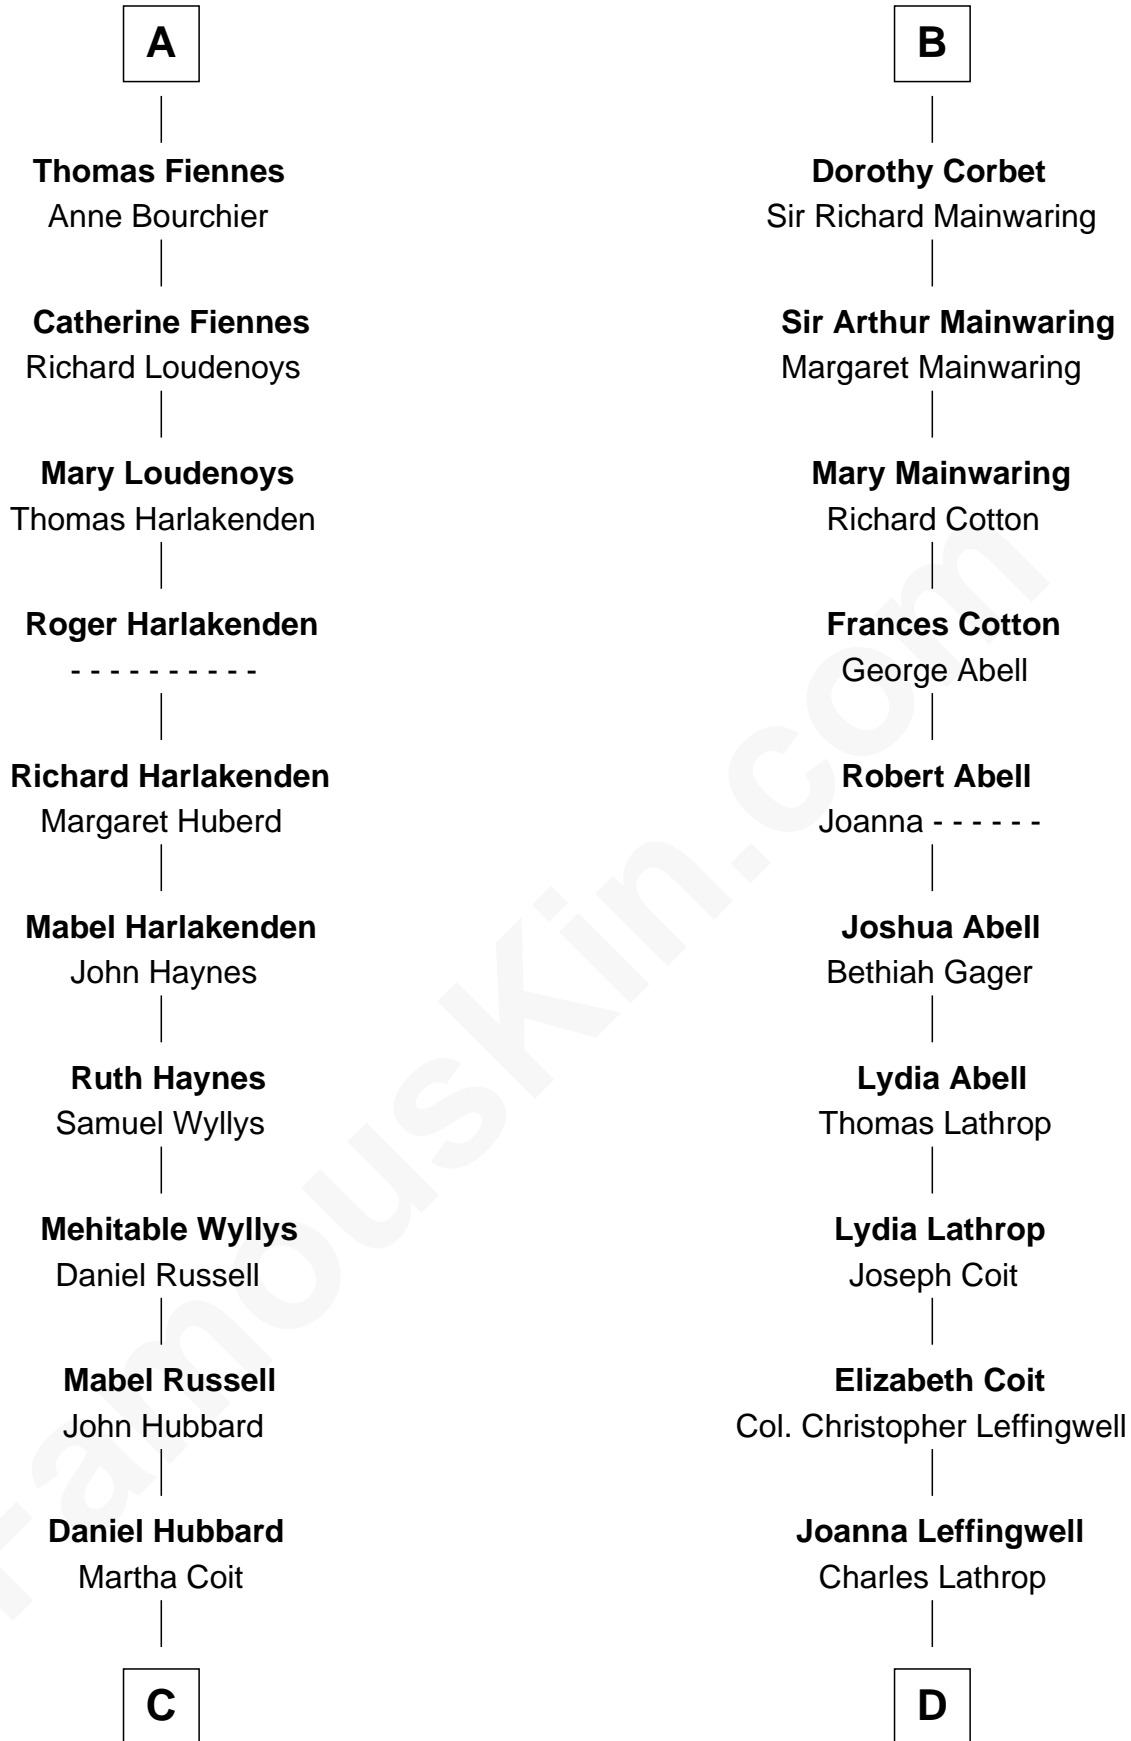 A
Thomas Fiennes
Anne Bourchier
Catherine Fiennes
Richard Loudenoys
Mary Loudenoys
Thomas Harlakenden
Roger Harlakenden
- - - - - - - - - -
Richard Harlakenden
Margaret Huberd
Mabel Harlakenden
John Haynes
Ruth Haynes
Samuel Wyllys
Mehitable Wyllys
Daniel Russell
Mabel Russell
John Hubbard
Daniel Hubbard
Martha Coit
C
B
Dorothy Corbet
Sir Richard Mainwaring
Sir Arthur Mainwaring
Margaret Mainwaring
Mary Mainwaring
Richard Cotton
Frances Cotton
George Abell
Robert Abell
Joanna - - - - - -
Joshua Abell
Bethiah Gager
Lydia Abell
Thomas Lathrop
Lydia Lathrop
Joseph Coit
Elizabeth Coit
Col. Christopher Leffingwell
Joanna Leffingwell
Charles Lathrop
D
FamousKin.com